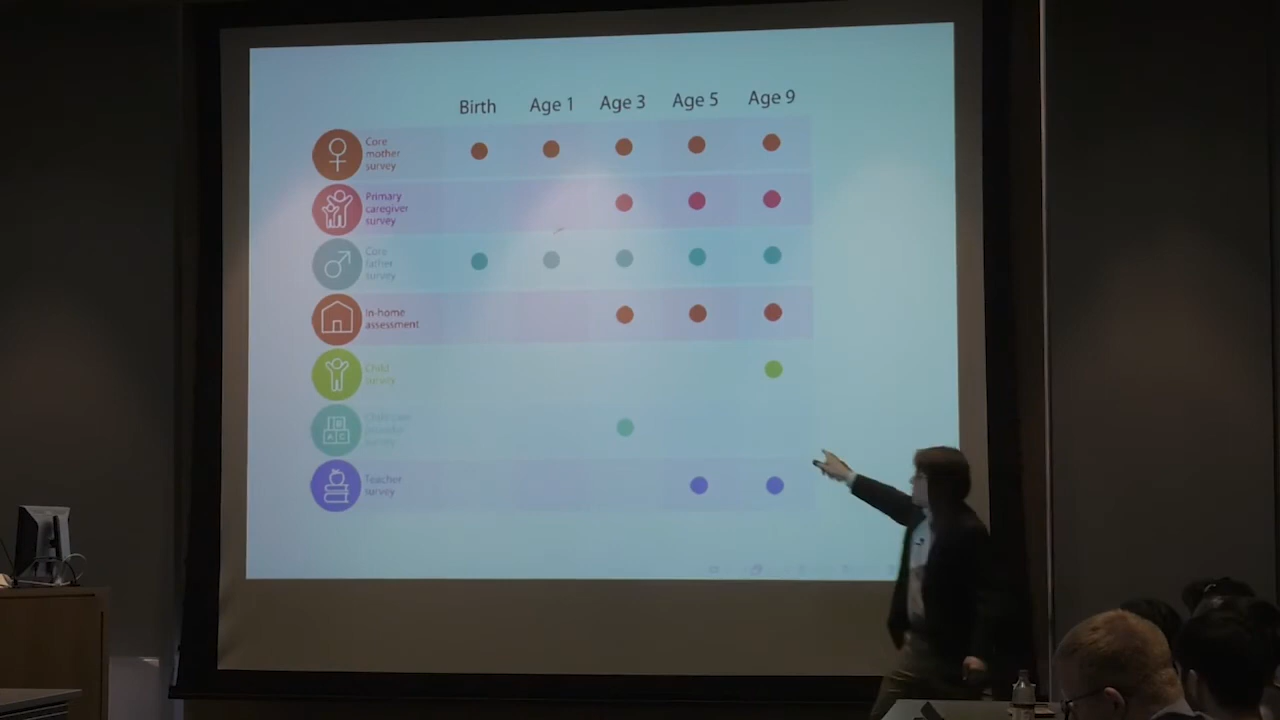 Birth Age 1 Age 3 Age 5 Age 9
Core
mother
survey
Primary
caregiver
survey
Core
father
survey
In-home
assessment
Child
survey
survey
Teacher
survey
A B C